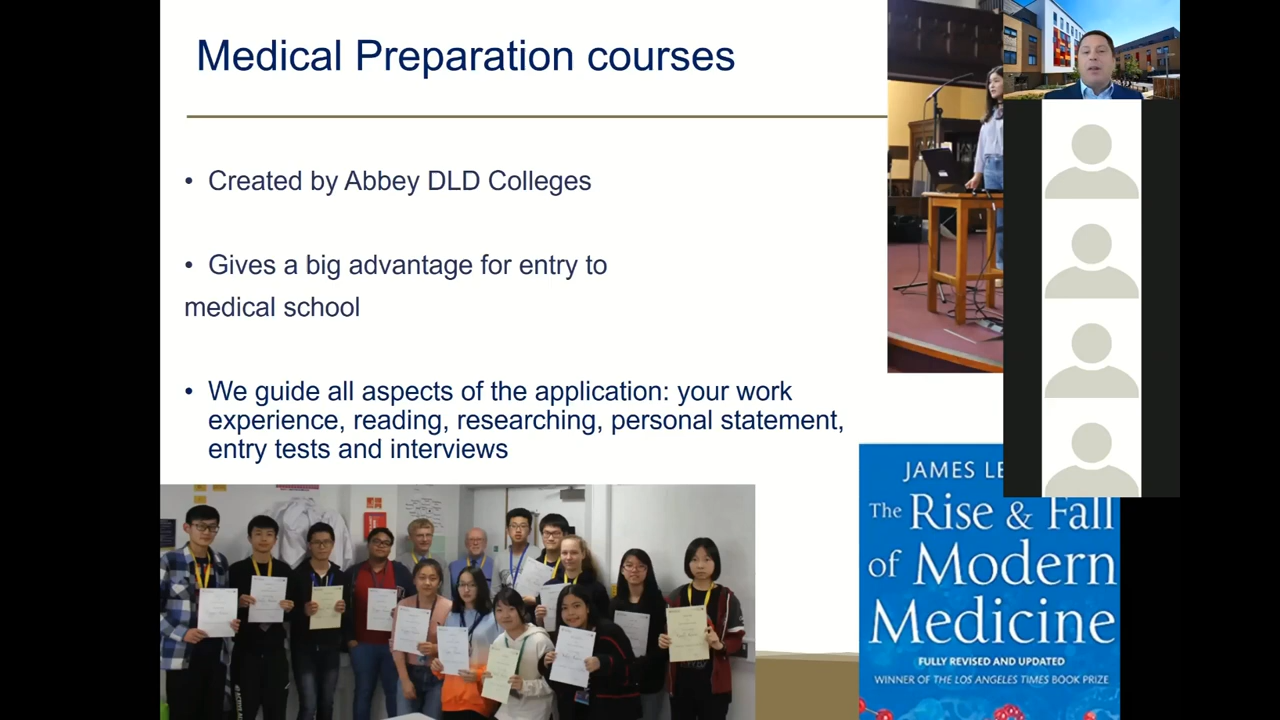 Medical Preparation courses
• Created by Abbey DLD Colleges
• Gives a big advantage for entry to
medical school
• We guide all aspects of the application: your work
experience, reading, researching, personal statement,
entry tests and interviews
JAMES LE
The Rise & Fall
of Modern
Medicine
FULLY REVISED AND UPDATED
WINNER OF THE LOS ANGELES TIMES BOOK PRIZE